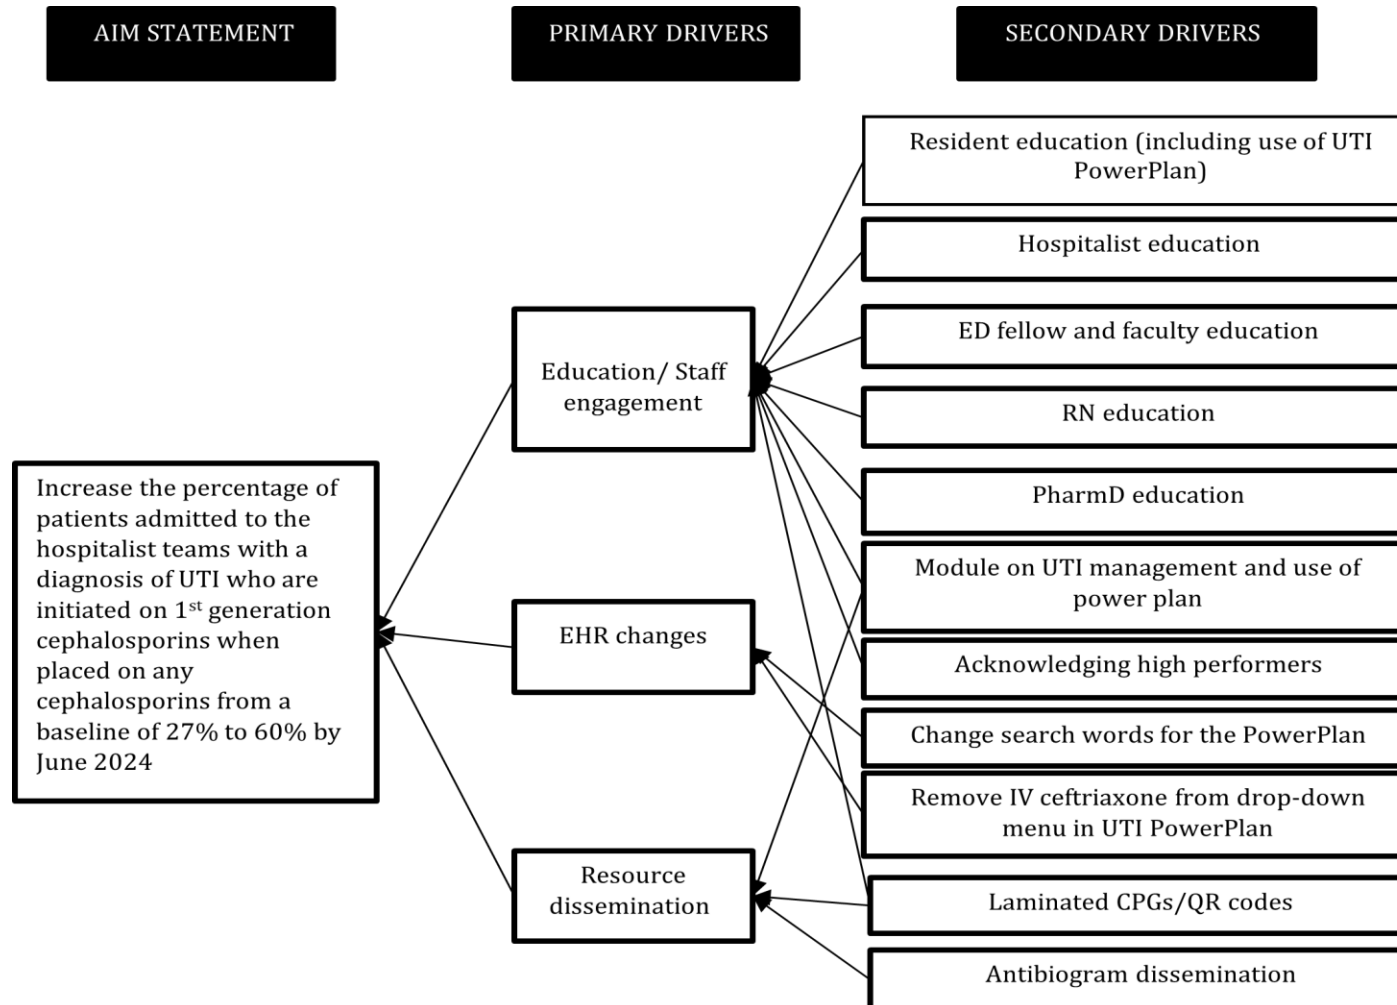 AIM STATEMENT
PRIMARY DRIVERS
SECONDARY DRIVERS
Increase the percentage of
patients admitted to the
hospitalist teams with a
diagnosis of UTI who are
initiated on 1st generation
cephalosporins when
placed on any
cephalosporins from a
baseline of 27% to 60% by
June 2024
Education/ Staff
engagement
EHR changes
Resource
dissemination
Resident education (including use of UTI
PowerPlan)
Hospitalist education
ED fellow and faculty education
RN education
PharmD education
Module on UTI management and use of
power plan
Acknowledging high performers
Change search words for the PowerPlan
Remove IV ceftriaxone from drop-down
menu in UTI PowerPlan
Laminated CPGs/QR codes
Antibiogram dissemination